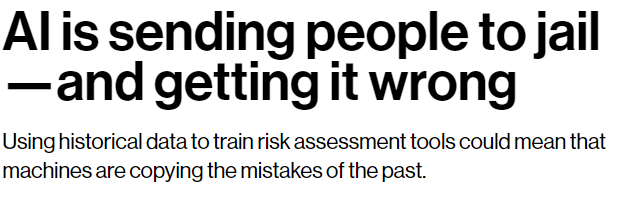 AI is sending people to jail
—and getting it wrong
Using historical data to train risk assessment tools could mean that
machines are copying the mistakes of the past.